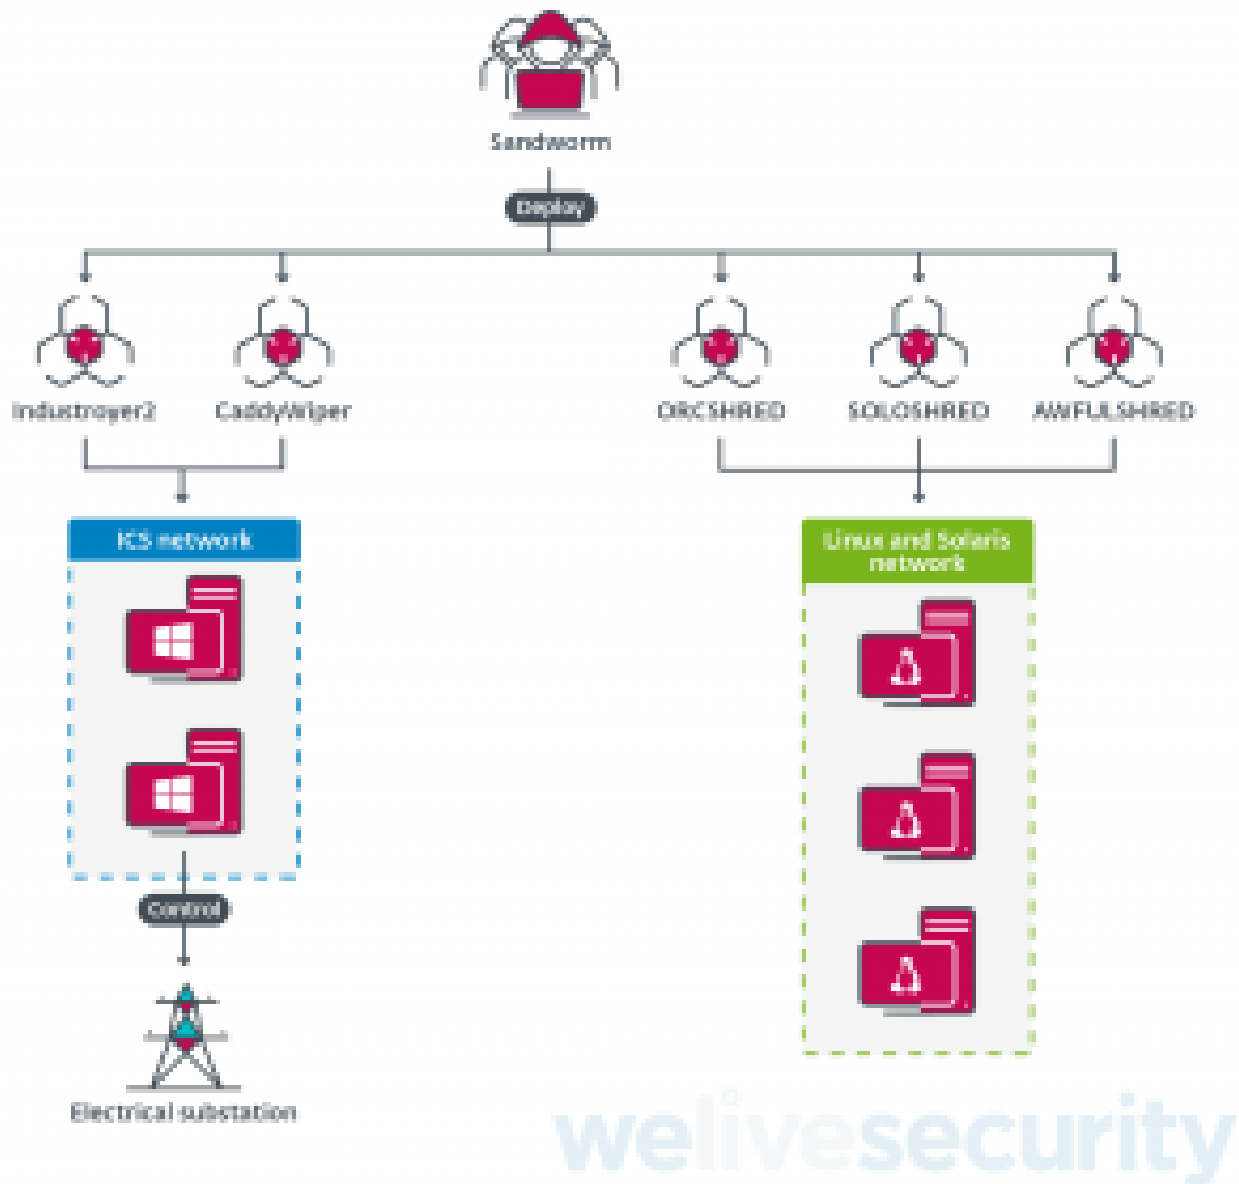 Sandworm
Deploy
Industroyer2
CaddyWiper
ORCSHRED
SOLOSHRED
AWFULSHRED
ICS network
Linux and Solaris
network
Control
Electrical substation
welivesecurity